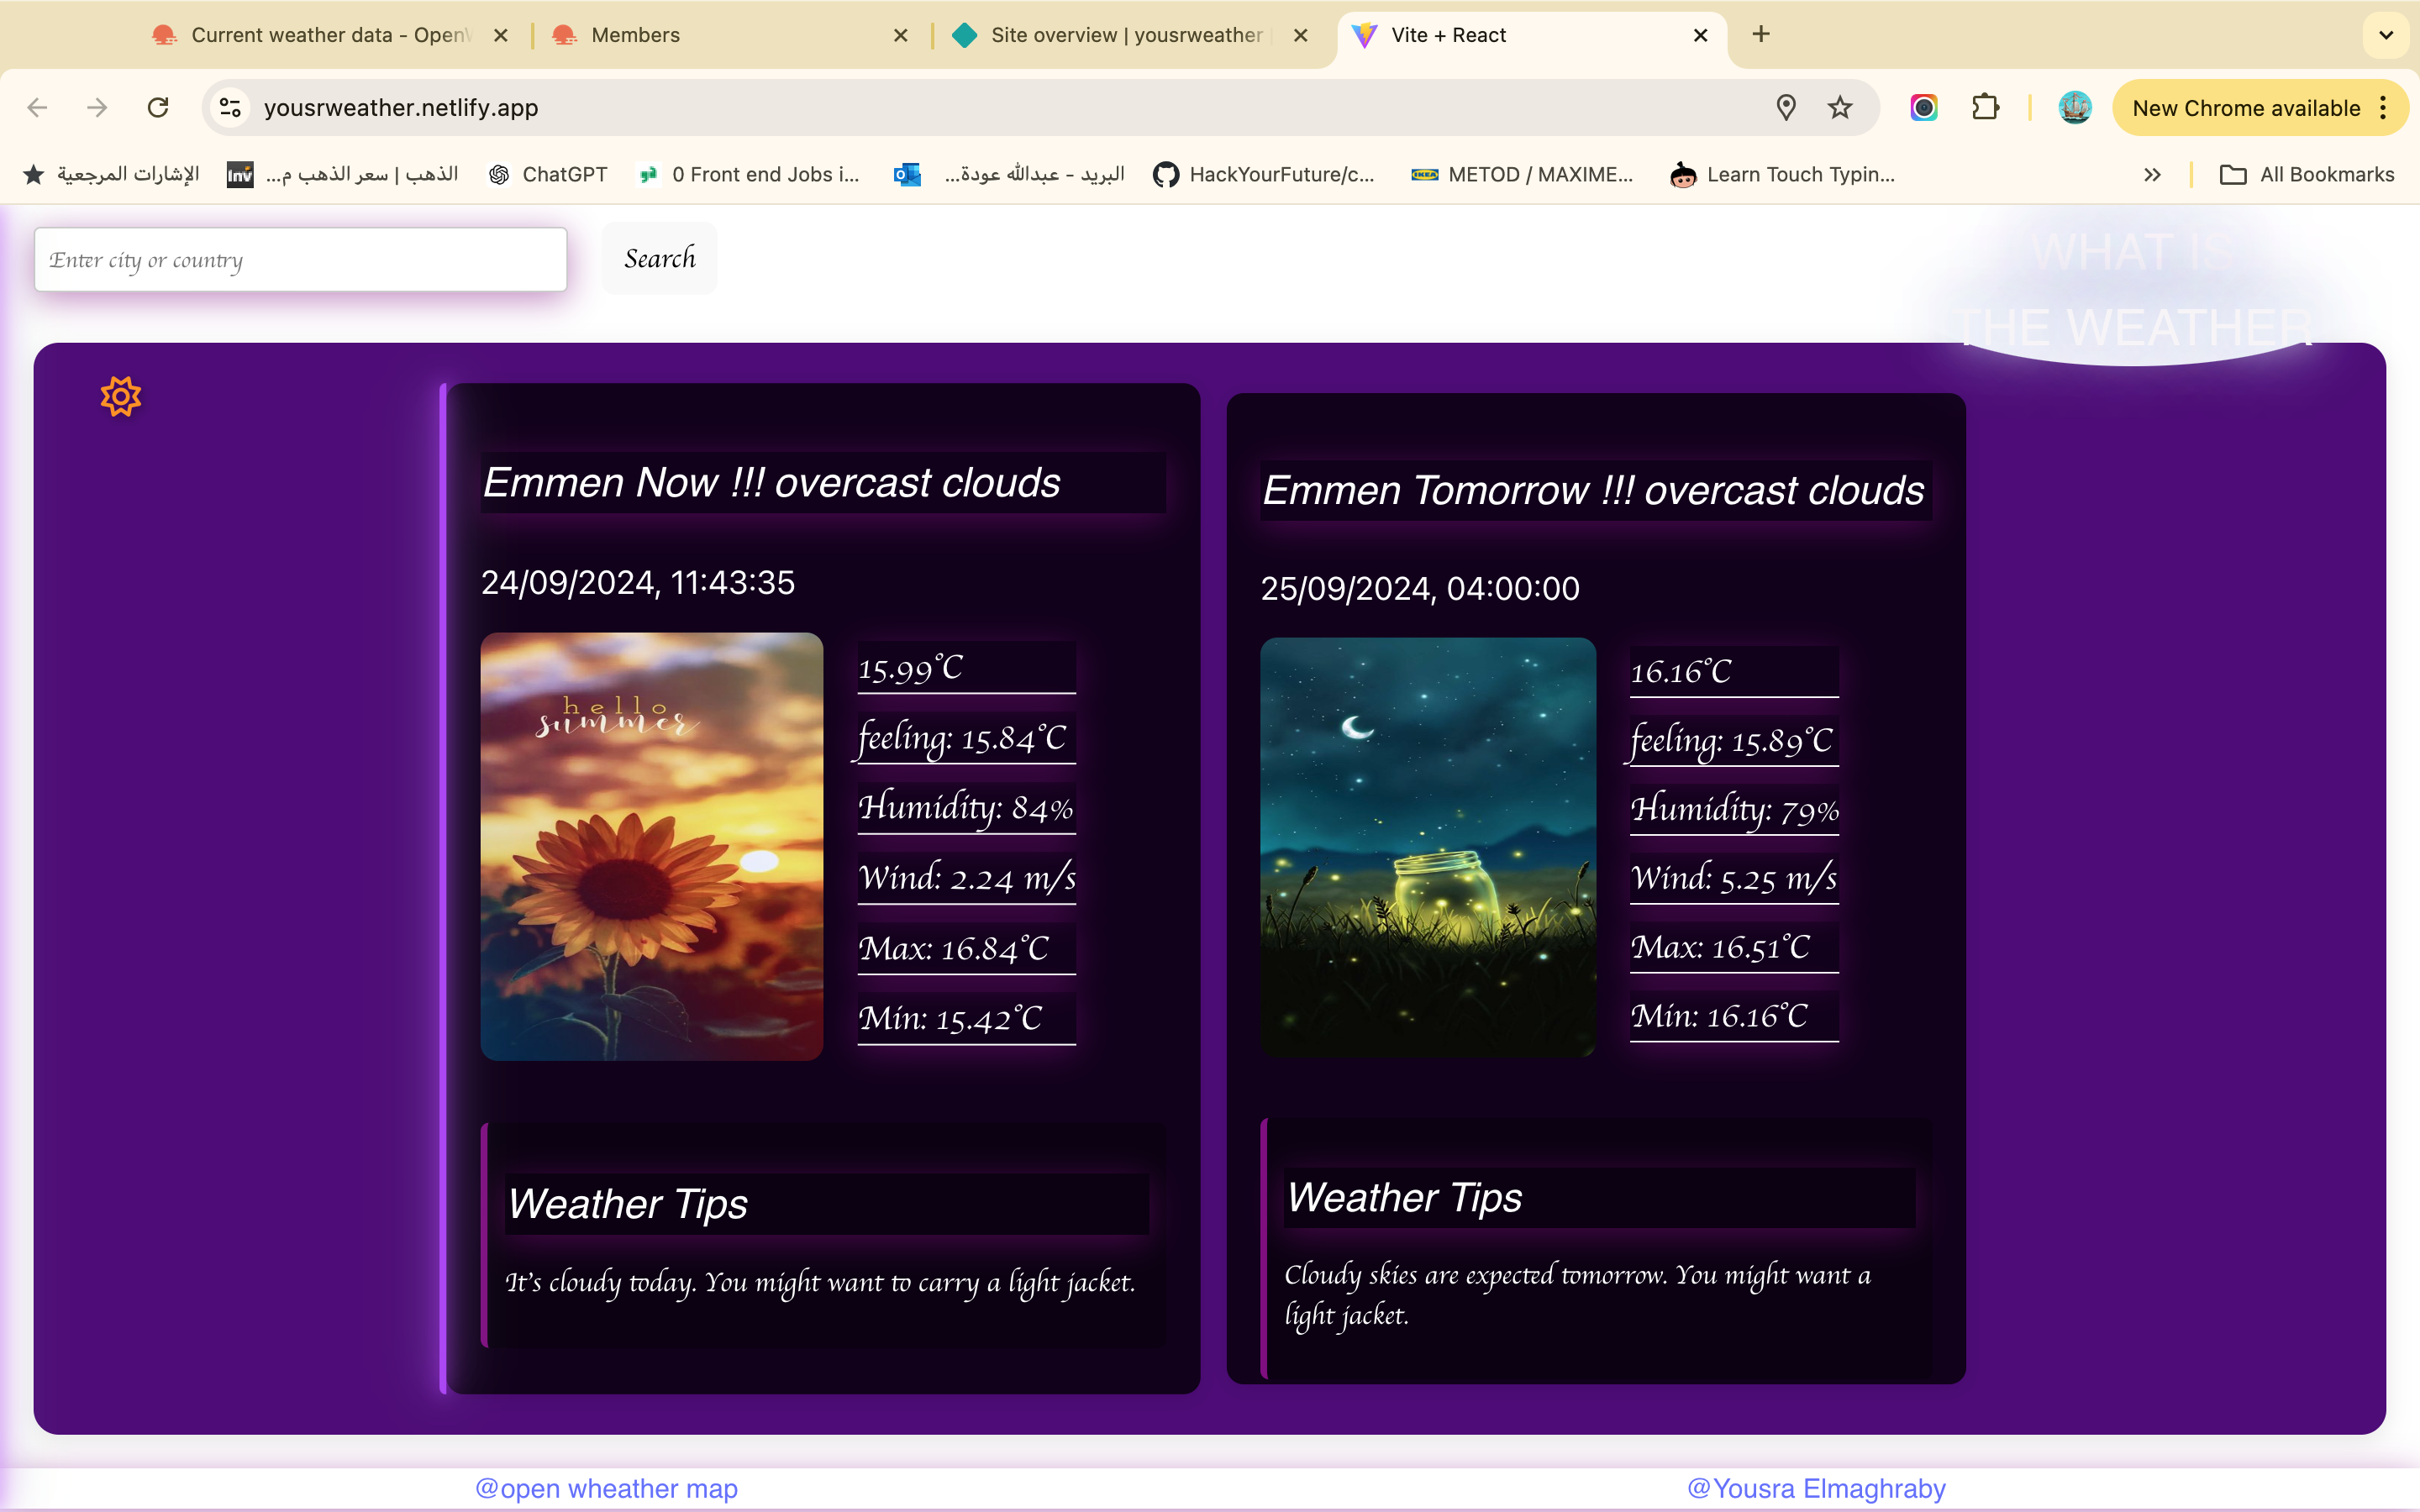 Current weather data - OpenW
Members
Site overview | yousrweather
Vite + React
yousrweather.netlify.app
New Chrome available
الإشارات المرجعية
Inv
الذهب | سعر الذهب م...
ChatGPT
0 Front end Jobs i...
البريد - عبدالله عودة...
HackYourFuture/c...
IKEA
METOD / MAXIME...
Learn Touch Typin...
All Bookmarks
Enter city or country
Search
WHAT IS
THE WEATHER
Emmen Now !!! overcast clouds
24/09/2024, 11:43:35
hello
summer
15.99°C
feeling: 15.84°C
Humidity: 84%
Wind: 2.24 m/s
Max: 16.84°C
Min: 15.42°C
Weather Tips
It's cloudy today. You might want to carry a light jacket.
Emmen Tomorrow !!! overcast clouds
25/09/2024, 04:00:00
16.16°C
feeling: 15.89°C
Humidity: 79%
Wind: 5.25 m/s
Max: 16.51°C
Min: 16.16°C
Weather Tips
Cloudy skies are expected tomorrow. You might want a
light jacket.
@open wheather map
@Yousra Elmaghraby